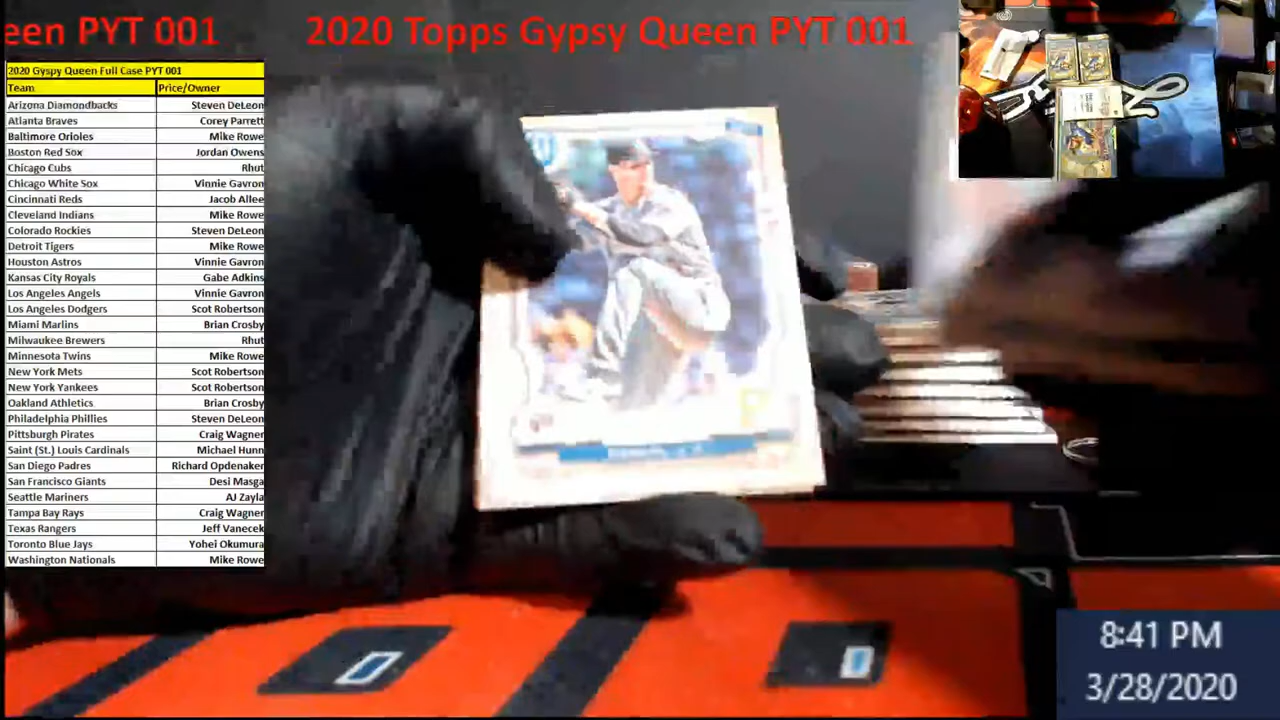 een PYT 001 2020 Topps Gypsy Queen PYT 001
2020 Gyspy Queen Full Case PYT 001
Team Price/Owner
Arizona Diamondbacks Steven DeLeon
Atlanta Braves Corey Parrett
Baltimore Orioles Mike Rowe
Boston Red Sox Jordan Owens
Chicago Cubs Rhut
Chicago White Sox Vinnie Gavron
Cincinnati Reds Jacob Allee
Cleveland Indians Mike Rowe
Colorado Rockies Steven DeLeon
Detroit Tigers Mike Rowe
Houston Astros Vinnie Gavron
Kansas City Royals Gabe Adkins
Los Angeles Angels Vinnie Gavron
Los Angeles Dodgers Scot Robertson
Miami Marlins Brian Crosby
Milwaukee Brewers Rhut
Minnesota Twins Mike Rowe
New York Mets Scot Robertson
New York Yankees Scot Robertson
Oakland Athletics Brian Crosby
Philadelphia Phillies Steven DeLeon
Pittsburgh Pirates Craig Wagner
Saint (St.) Louis Cardinals Michael Hunn
San Diego Padres Richard Opdenaker
San Francisco Giants Desi Masga
Seattle Mariners AJ Zayla
Tampa Bay Rays Craig Wagner
Texas Rangers Jeff Vanecek
Toronto Blue Jays Yohei Okumura
Washington Nationals Mike Rowe
8:41 PM
3/28/2020